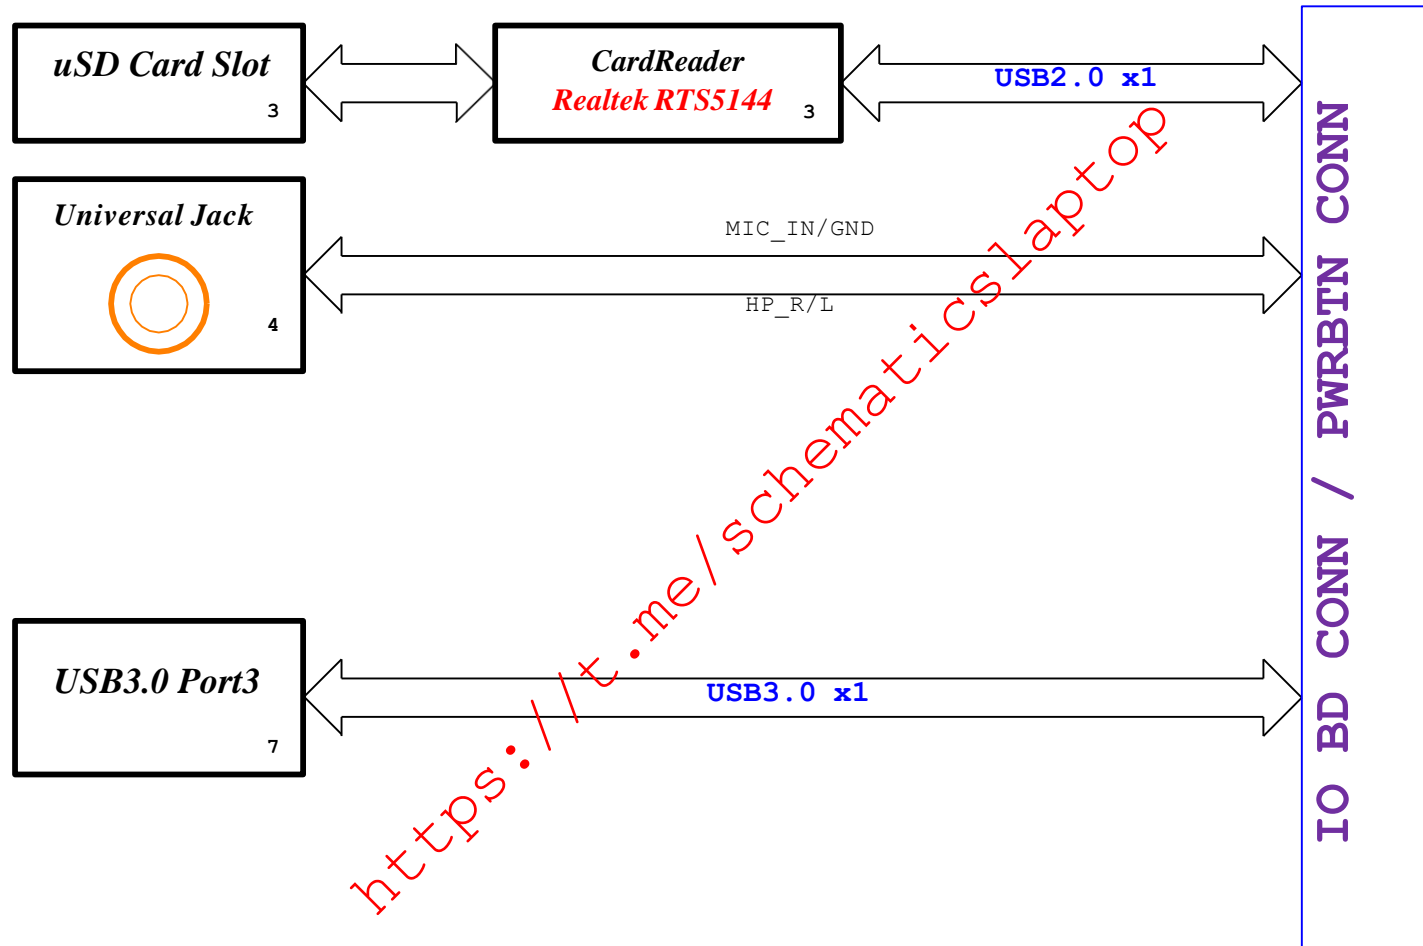 uSD Card Slot
3
CardReader
Realtek RTS5144
3
USB2.0 x1
Universal Jack
4
MIC_IN/GND
HP_R/L
USB3.0 Port3
7
USB3.0 x1
IO BD CONN / PWRBTN CONN
https://t.me/schematicslaptop